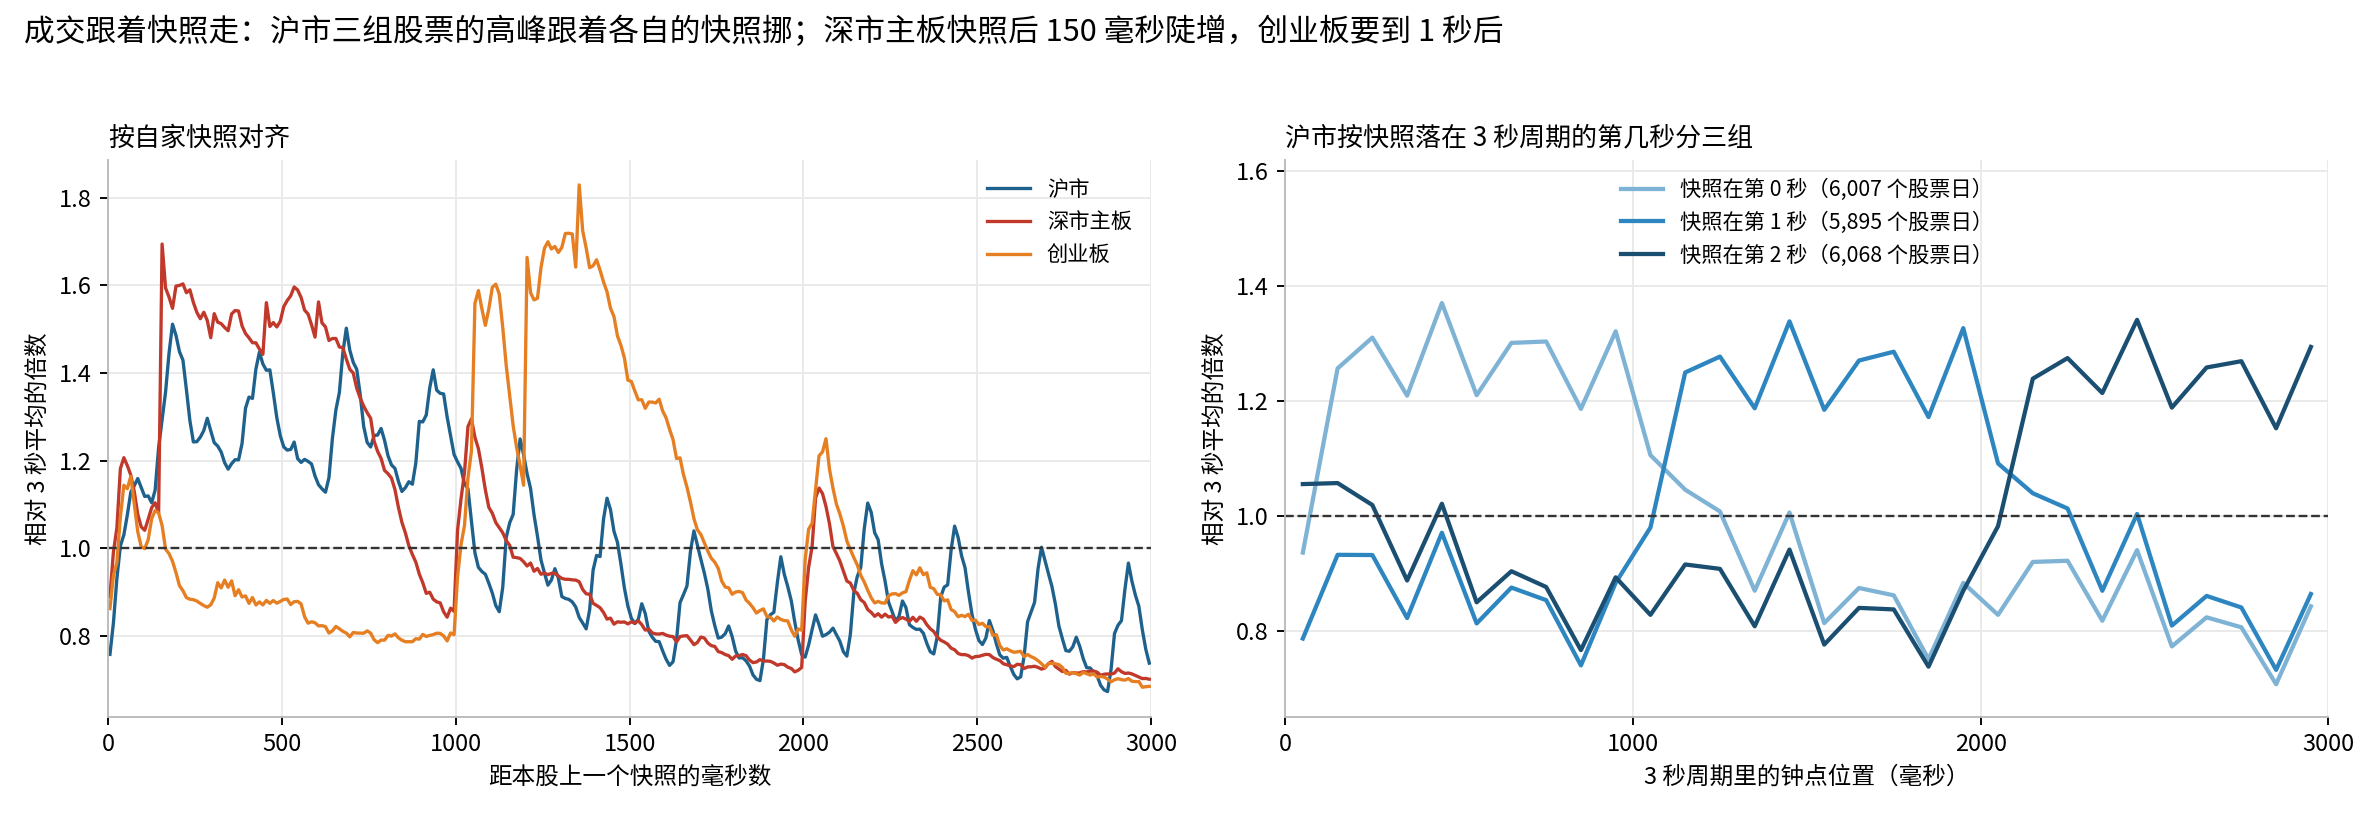 成交跟着快照走：沪市三组股票的高峰跟着各自的快照挪；深市主板快照后 150 毫秒陡增，创业板要到 1 秒后
按自家快照对齐
相对 3 秒平均的倍数
1.8
1.6
1.4
1.2
1.0
0.8
沪市
深市主板
创业板
0
500
1000
1500
2000
2500
3000
距本股上一个快照的毫秒数
沪市按快照落在 3 秒周期的第几秒分三组
相对 3 秒平均的倍数
1.6
1.4
1.2
1.0
0.8
快照在第 0 秒（6,007 个股票日）
快照在第 1 秒（5,895 个股票日）
快照在第 2 秒（6,068 个股票日）
0
1000
2000
3000
3 秒周期里的钟点位置（毫秒）